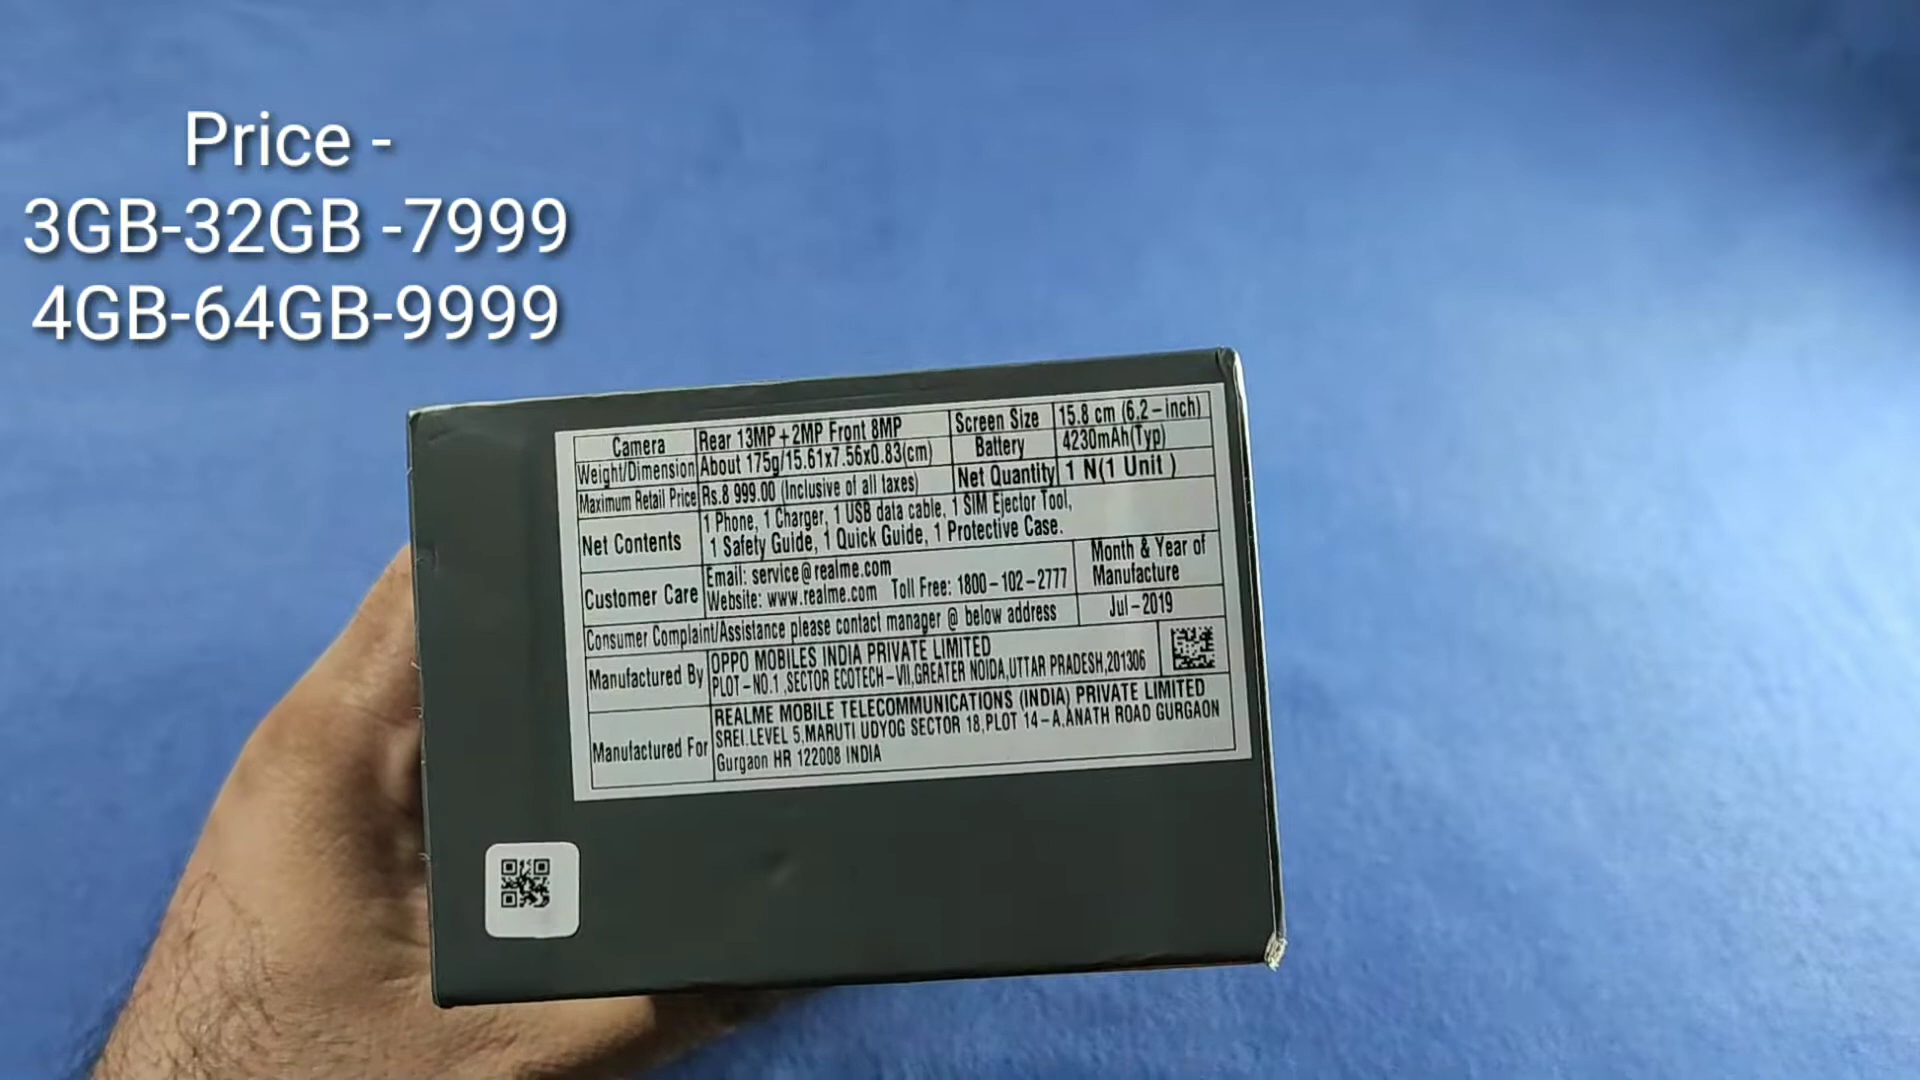 Price -
3GB-32GB -7999
4GB-64GB-9999
Camera Rear 13MP+2MP Front 8MP Screen Size 15.8 cm (6.2-inch)
Weight/Dimension About 175g/15.61x7.56x0.83(cm) Battery 4230mAh(Typ)
Maximum Retail Price Rs.8 999.00 (Inclusive of all taxes) Net Quantity 1 N(1 Unit )
Net Contents 1 Phone, 1 Charger, 1 USB data cable, 1 SIM Ejector Tool,
1 Safety Guide, 1 Quick Guide, 1 Protective Case.
Customer Care Email: service@realme.com
Website: www.realme.com Toll Free: 1800-102-2777
Month & Year of
Manufacture
Jul-2019
Consumer Complaint/Assistance please contact manager @ below address
Manufactured By OPPO MOBILES INDIA PRIVATE LIMITED
PLOT-NO.1 ,SECTOR ECOTECH-VII,GREATER NOIDA,UTTAR PRADESH,201306
Manufactured For REALME MOBILE TELECOMMUNICATIONS (INDIA) PRIVATE LIMITED
SREI.LEVEL 5,MARUTI UDYOG SECTOR 18,PLOT 14-A,ANATH ROAD GURGAON
Gurgaon HR 122008 INDIA